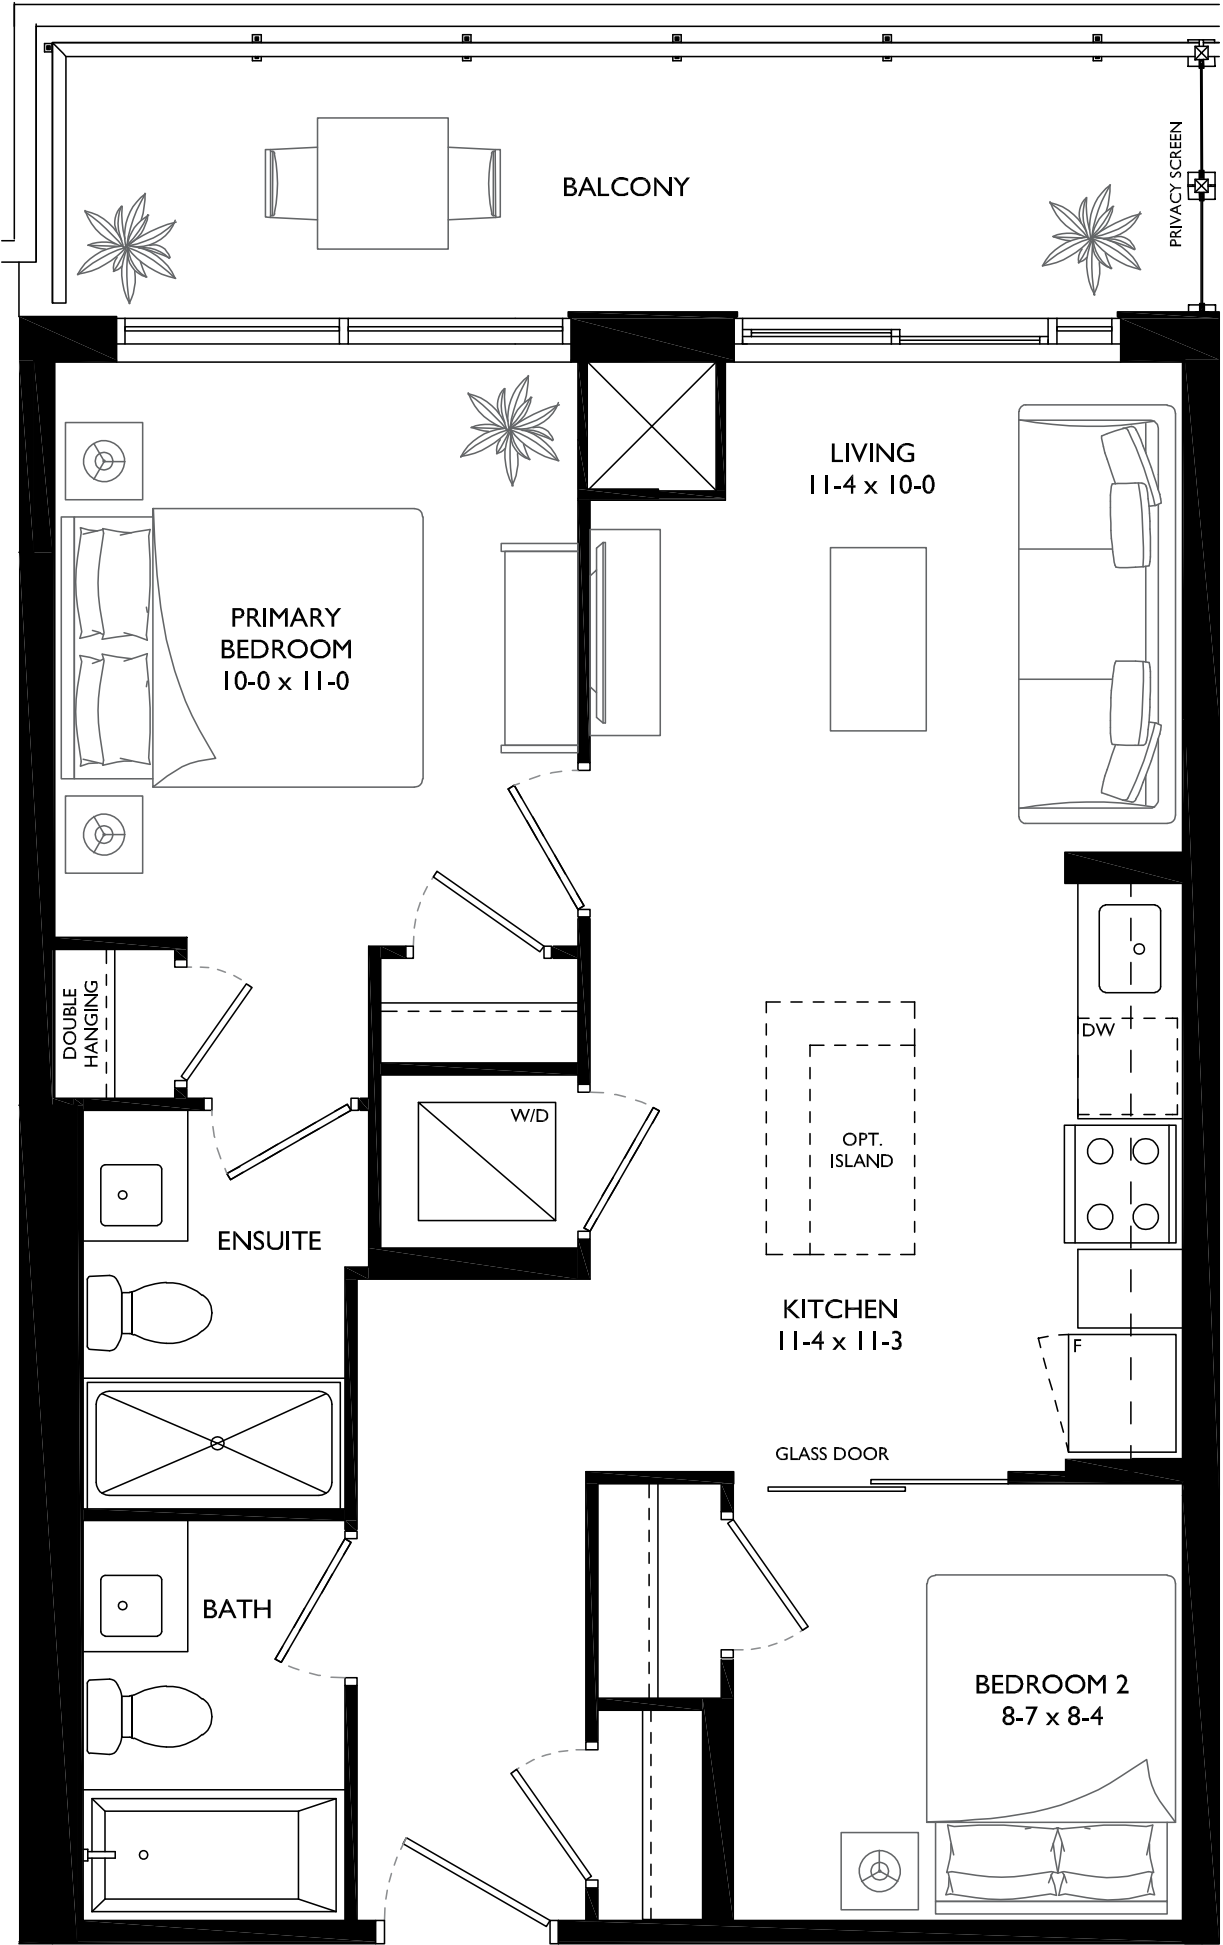 BALCONY
PRIVACY SCREEN
LIVING
11-4 x 10-0
PRIMARY
BEDROOM
10-0 x 11-0
DOUBLE
HANGING
DW
W/D
OPT.
ISLAND
ENSUITE
KITCHEN
11-4 x 11-3
F
GLASS DOOR
BATH
BEDROOM 2
8-7 x 8-4